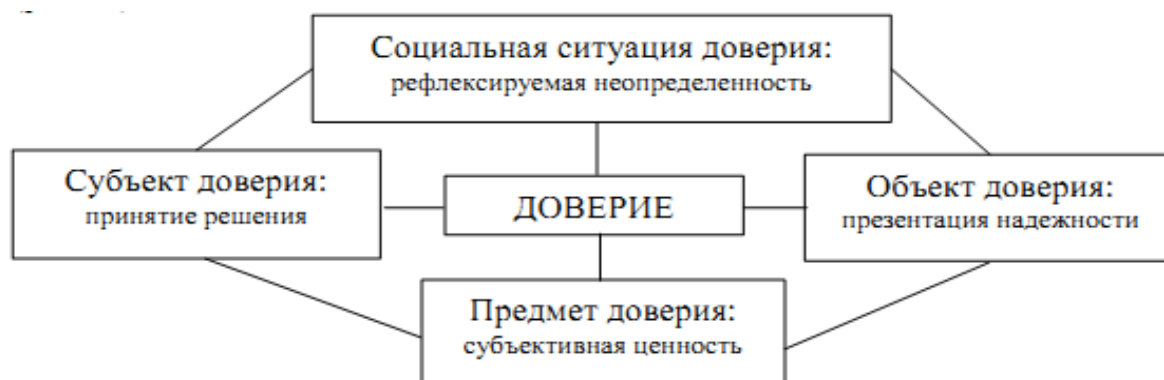 Социальная ситуация доверия:
рефлексируемая неопределенность
Субъект доверия:
принятие решения
ДОВЕРИЕ
Объект доверия:
презентация надежности
Предмет доверия:
субъективная ценность